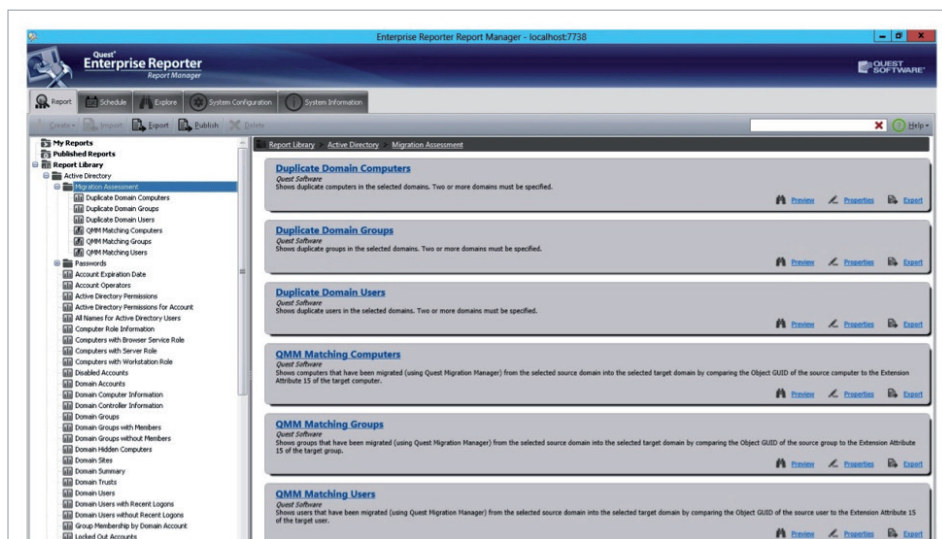 Enterprise Reporter Report Manager - localhost:7738
Quest®
Enterprise Reporter
Report Manager
QUEST
SOFTWARE®
Report
Schedule
Explore
System Configuration
System Information
Create
Import
Export
Publish
Delete
Help
My Reports
Published Reports
Report Library
Active Directory
Migration Assessment
Duplicate Domain Computers
Duplicate Domain Groups
Duplicate Domain Users
QMM Matching Computers
QMM Matching Groups
QMM Matching Users
Passwords
Account Expiration Date
Account Operators
Active Directory Permissions
Active Directory Permissions for Account
All Names for Active Directory Users
Computer Role Information
Computers with Browser Service Role
Computers with Server Role
Computers with Workstation Role
Disabled Accounts
Domain Accounts
Domain Computer Information
Domain Controller Information
Domain Groups
Domain Groups with Members
Domain Groups without Members
Domain Hidden Computers
Domain Sites
Domain Summary
Domain Trusts
Domain Users
Domain Users with Recent Logons
Domain Users without Recent Logons
Group Membership by Domain Account
Locked Out Accounts
Report Library > Active Directory > Migration Assessment
Duplicate Domain Computers
Quest Software
Shows duplicate computers in the selected domains. Two or more domains must be specified.
Preview Properties Export
Duplicate Domain Groups
Quest Software
Shows duplicate groups in the selected domains. Two or more domains must be specified.
Preview Properties Export
Duplicate Domain Users
Quest Software
Shows duplicate users in the selected domains. Two or more domains must be specified.
Preview Properties Export
QMM Matching Computers
Quest Software
Shows computers that have been migrated (using Quest Migration Manager) from the selected source domain into the selected target domain by comparing the Object GUID of the source computer to the Extension
Attribute 15 of the target computer.
Preview Properties Export
QMM Matching Groups
Quest Software
Shows groups that have been migrated (using Quest Migration Manager) from the selected source domain into the selected target domain by comparing the Object GUID of the source group to the Extension Attribute
15 of the target group.
Preview Properties Export
QMM Matching Users
Quest Software
Shows users that have been migrated (using Quest Migration Manager) from the selected source domain into the selected target domain by comparing the Object GUID of the source user to the Extension Attribute 15
of the target user.
Preview Properties Export